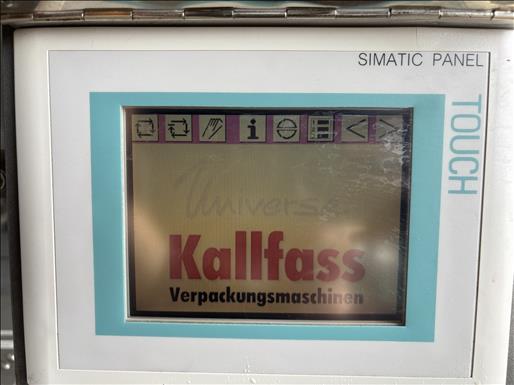 SIMATIC PANEL
TOUCH
i
< >
Universa
Kallfass
Verpackungsmaschinen